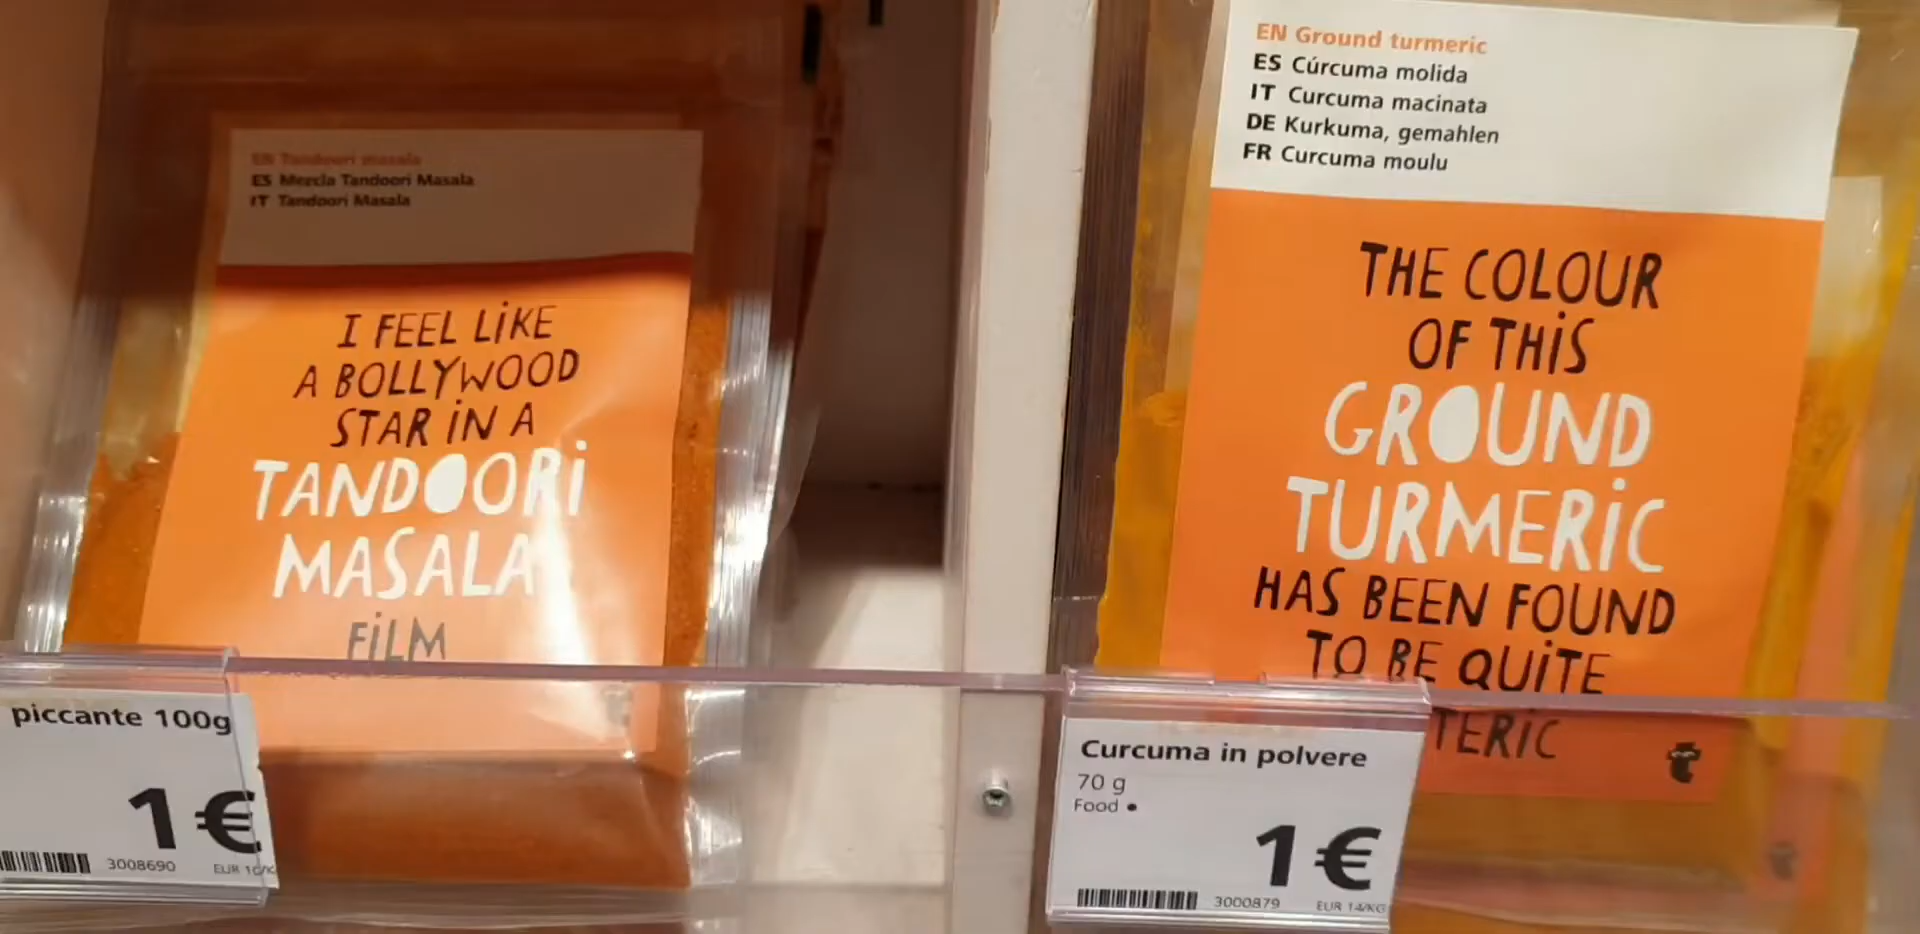 EN Tandoori masala
ES Mezcla Tandoori Masala
IT Tandoori Masala
I FEEL LIKE
A BOLLYWOOD
STAR IN A
TANDOORI
MASALA
FILM
piccante 100g
1€
3008690
EN Ground turmeric
ES Cúrcuma molida
IT Curcuma macinata
DE Kurkuma, gemahlen
FR Curcuma moulu
THE COLOUR
OF THIS
GROUND
TURMERIC
HAS BEEN FOUND
TO BE QUITE
TERIC
Curcuma in polvere
70 g
Food
1€
3000879
EUR 14/KG